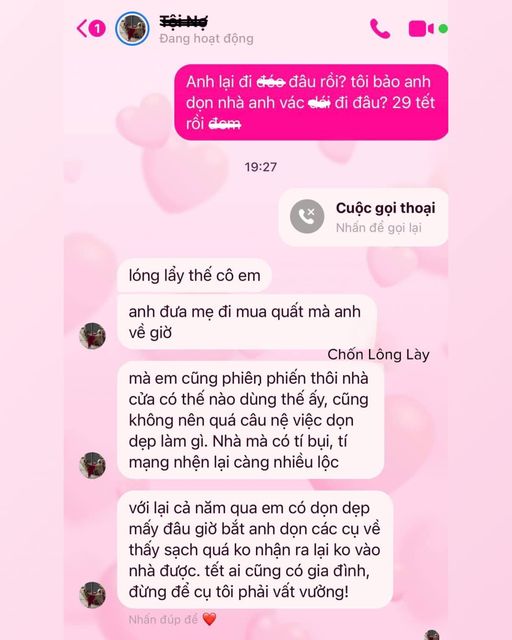 1
Tội Nợ
Đang hoạt động
Anh lại đi đéo đâu rồi? tôi bảo anh
dọn nhà anh vác dái đi đâu? 29 tết
rồi đem
19:27
Cuộc gọi thoại
Nhấn để gọi lại
lóng lẩy thế cô em
anh đưa mẹ đi mua quất mà anh
về giờ
Chốn Lông Lày
mà em cũng phiên phiến thôi nhà
cửa có thế nào dùng thế ấy, cũng
không nên quá câu nệ việc dọn
dẹp làm gì. Nhà mà có tí bụi, tí
mạng nhện lại càng nhiều lộc
với lại cả năm qua em có dọn dẹp
mấy đâu giờ bắt anh dọn các cụ về
thấy sạch quá ko nhận ra lại ko vào
nhà được. tết ai cũng có gia đình,
đừng để cụ tôi phải vất vưởng!
Nhấn đúp để ❤️